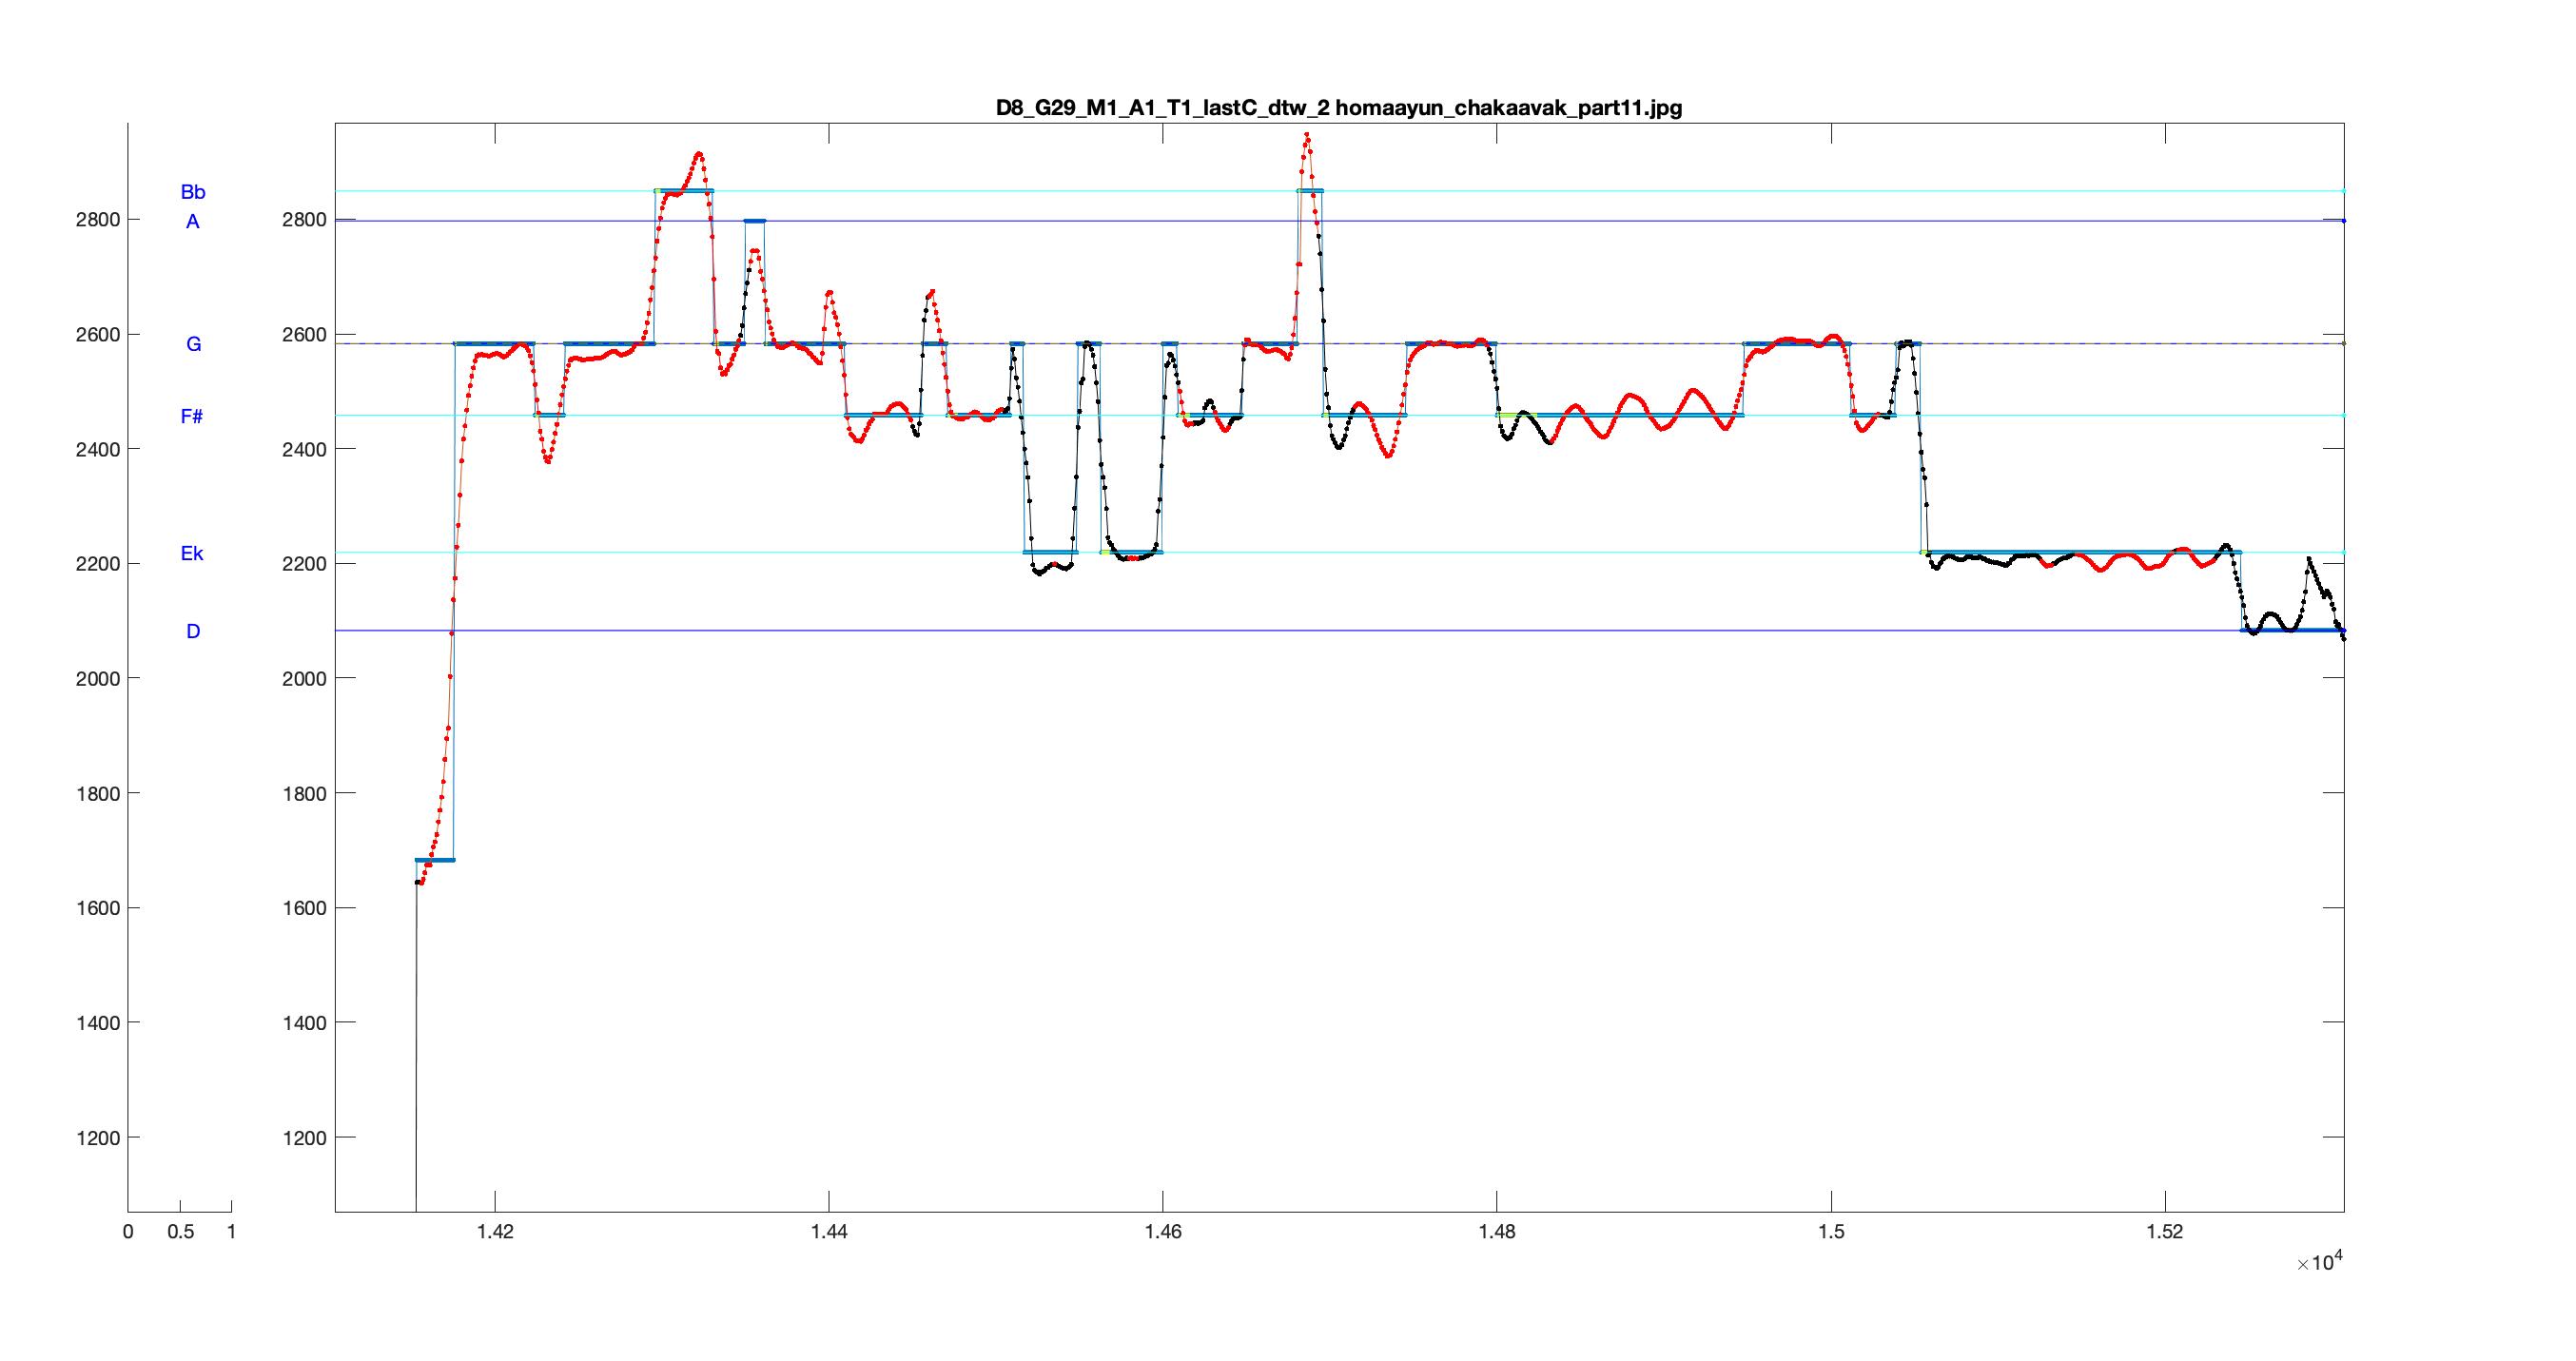 D8_G29_M1_A1_T1_lastC_dtw_2 homaayun_chakaavak_part11.jpg
Bb
2800 A 2800
2600 2600
G
F#
2400 2400
Ek
2200 2200
D
2000 2000
1800 1800
1600 1600
1400 1400
1200 1200
0 0.5 1 1.42 1.44 1.46 1.48 1.5 1.52
×10^4